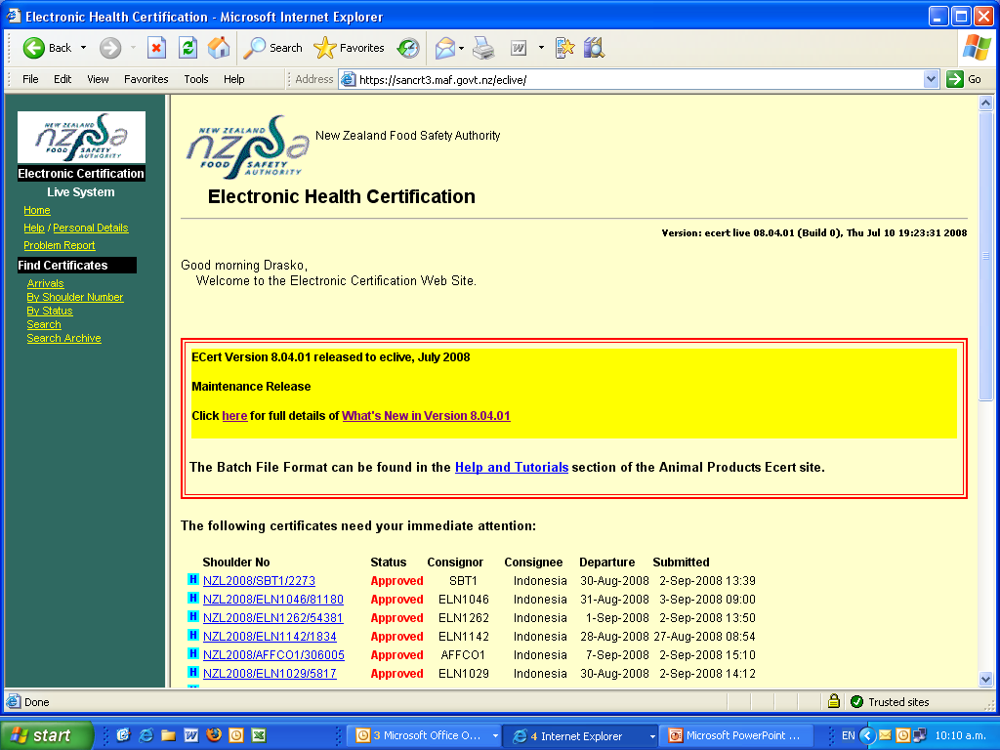 Electronic Health Certification - Microsoft Internet Explorer
Back Search Favorites
File Edit View Favorites Tools Help Address https://sancrt3.maf.govt.nz/eclive/ Go
NEW ZEALAND
nzfsa
FOOD SAFETY
AUTHORITY
Electronic Certification
Live System
Home
Help / Personal Details
Problem Report
Find Certificates
Arrivals
By Shoulder Number
By Status
Search
Search Archive
NEW ZEALAND
nzfsa
FOOD SAFETY
AUTHORITY
New Zealand Food Safety Authority
Electronic Health Certification
Version: ecert live 08.04.01 (Build 0), Thu Jul 10 19:23:31 2008
Good morning Drasko,
Welcome to the Electronic Certification Web Site.
ECert Version 8.04.01 released to eclive, July 2008
Maintenance Release
Click here for full details of What's New in Version 8.04.01
The Batch File Format can be found in the Help and Tutorials section of the Animal Products Ecert site.
The following certificates need your immediate attention:
Shoulder No Status Consignor Consignee Departure Submitted
H NZL2008/SBT1/2273 Approved SBT1 Indonesia 30-Aug-2008 2-Sep-2008 13:39
H NZL2008/ELN1046/81180 Approved ELN1046 Indonesia 31-Aug-2008 3-Sep-2008 09:00
H NZL2008/ELN1262/54381 Approved ELN1262 Indonesia 1-Sep-2008 2-Sep-2008 13:50
H NZL2008/ELN1142/1834 Approved ELN1142 Indonesia 28-Aug-2008 27-Aug-2008 08:54
H NZL2008/AFFCO1/306005 Approved AFFCO1 Indonesia 7-Sep-2008 2-Sep-2008 15:10
H NZL2008/ELN1029/5817 Approved ELN1029 Indonesia 30-Aug-2008 2-Sep-2008 14:12
Done Trusted sites
start 3 Microsoft Office O... 4 Internet Explorer Microsoft PowerPoint ... EN 10:10 a.m.